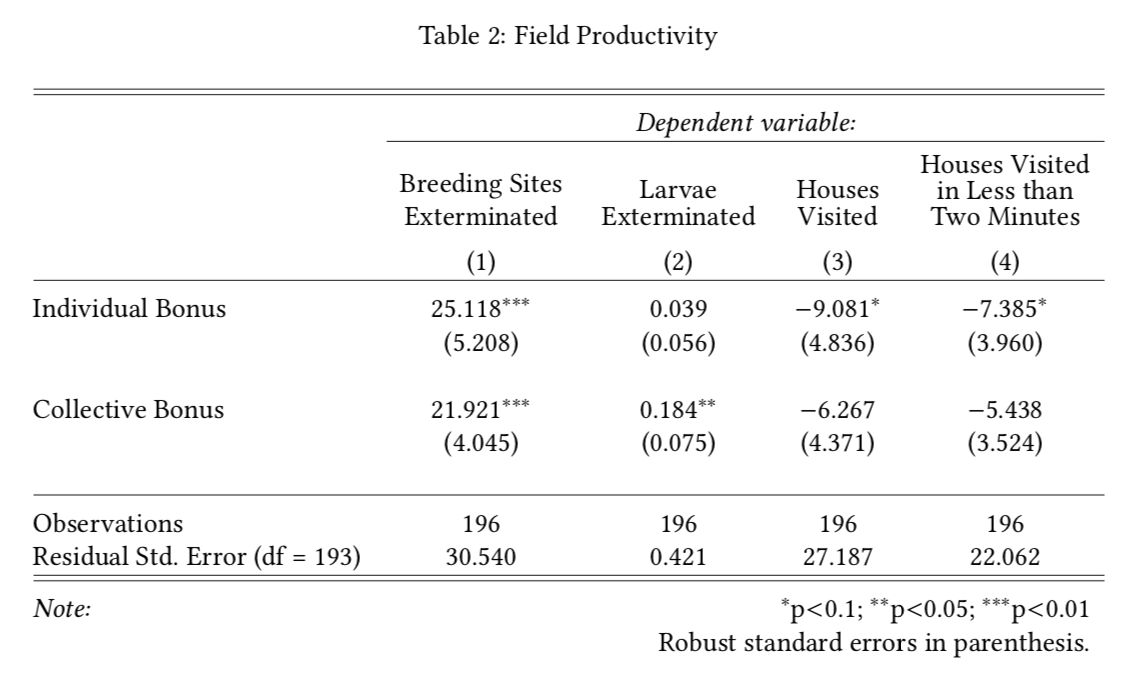 Table 2: Field Productivity
Dependent variable:
Breeding Sites Exterminated Larvae Exterminated Houses Visited Houses Visited in Less than Two Minutes
(1) (2) (3) (4)
Individual Bonus 25.118*** 0.039 −9.081* −7.385*
(5.208) (0.056) (4.836) (3.960)
Collective Bonus 21.921*** 0.184** −6.267 −5.438
(4.045) (0.075) (4.371) (3.524)
Observations 196 196 196 196
Residual Std. Error (df = 193) 30.540 0.421 27.187 22.062
Note: *p<0.1; **p<0.05; ***p<0.01
Robust standard errors in parenthesis.